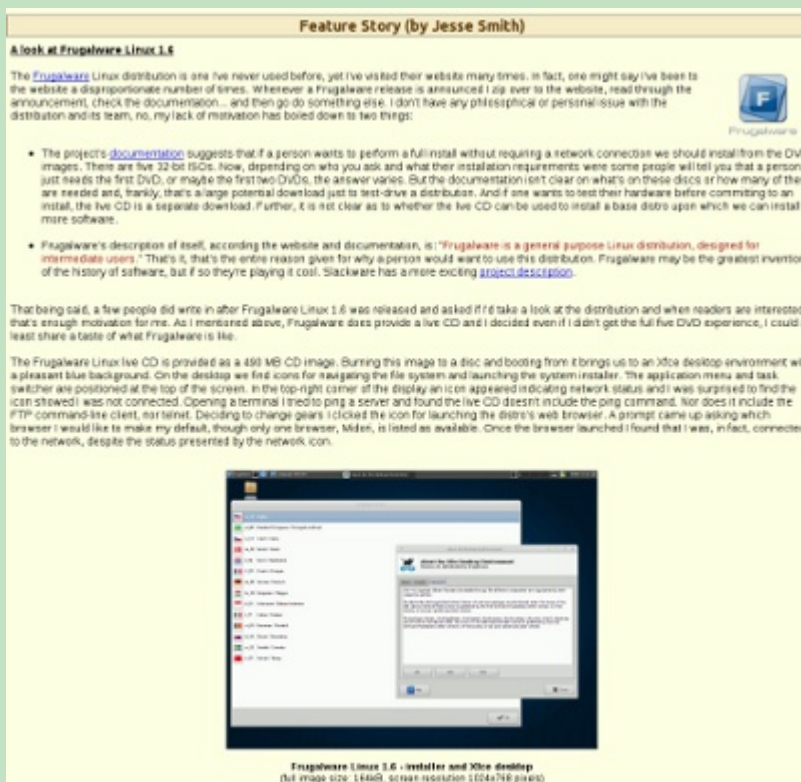 Feature Story (by Jesse Smith)
A look at Frugalware Linux 1.6
The Frugalware Linux distribution is one I've never used before, yet I've visited their website many times. In fact, one might say I've been to
the website a disproportionate number of times. Whenever a Frugalware release is announced I zip over to the website, read through the
announcement, check the documentation... and then go do something else. I don't have any philosophical or personal issue with the
distribution and its team, no, my lack of motivation has boiled down to two things:
F
Frugalware
• The project's documentation suggests that if a person wants to perform a full install without requiring a network connection we should install from the DV
images. There are five 32-bit ISOs. Now, depending on who you ask and what their installation requirements were some people will tell you that a person
just needs the first DVD, or maybe the first two DVDs, the answer varies. But the documentation isn't clear on what's on these discs or how many of the
are needed and, frankly, that's a large potential download just to test-drive a distribution. And if one wants to test their hardware before committing to an
install, the live CD is a separate download. Further, it is not clear as to whether the live CD can be used to install a base distro upon which we can install
more software.
• Frugalware's description of itself, according the website and documentation, is: "Frugalware is a general purpose Linux distribution, designed for
intermediate users." That's it, that's the entire reason given for why a person would want to use this distribution. Frugalware may be the greatest invention
of the history of software, but if so they're playing it cool. Slackware has a more exciting project description.
That being said, a few people did write in after Frugalware Linux 1.6 was released and asked if I'd take a look at the distribution and when readers are interested
that's enough motivation for me. As I mentioned above, Frugalware does provide a live CD and I decided even if I didn't get the full five DVD experience, I could
least share a taste of what Frugalware is like.
The Frugalware Linux live CD is provided as a 490 MB CD image. Burning this image to a disc and booting from it brings us to an Xfce desktop environment wi
a pleasant blue background. On the desktop we find icons for navigating the file system and launching the system installer. The application menu and task
switcher are positioned at the top of the screen. In the top-right corner of the display an icon appeared indicating network status and I was surprised to find the
icon showed I was not connected. Opening a terminal I tried to ping a server and found the live CD doesn't include the ping command. Nor does it include the
FTP command-line client, nor telnet. Deciding to change gears I clicked the icon for launching the distro's web browser. A prompt came up asking which
browser I would like to make my default, though only one browser, Midori, is listed as available. Once the browser launched I found that I was, in fact, connected
to the network, despite the status presented by the network icon.
Frugalware Linux 1.6 - installer and Xfce desktop
(full image size: 164kB, screen resolution 1024x768 pixels)